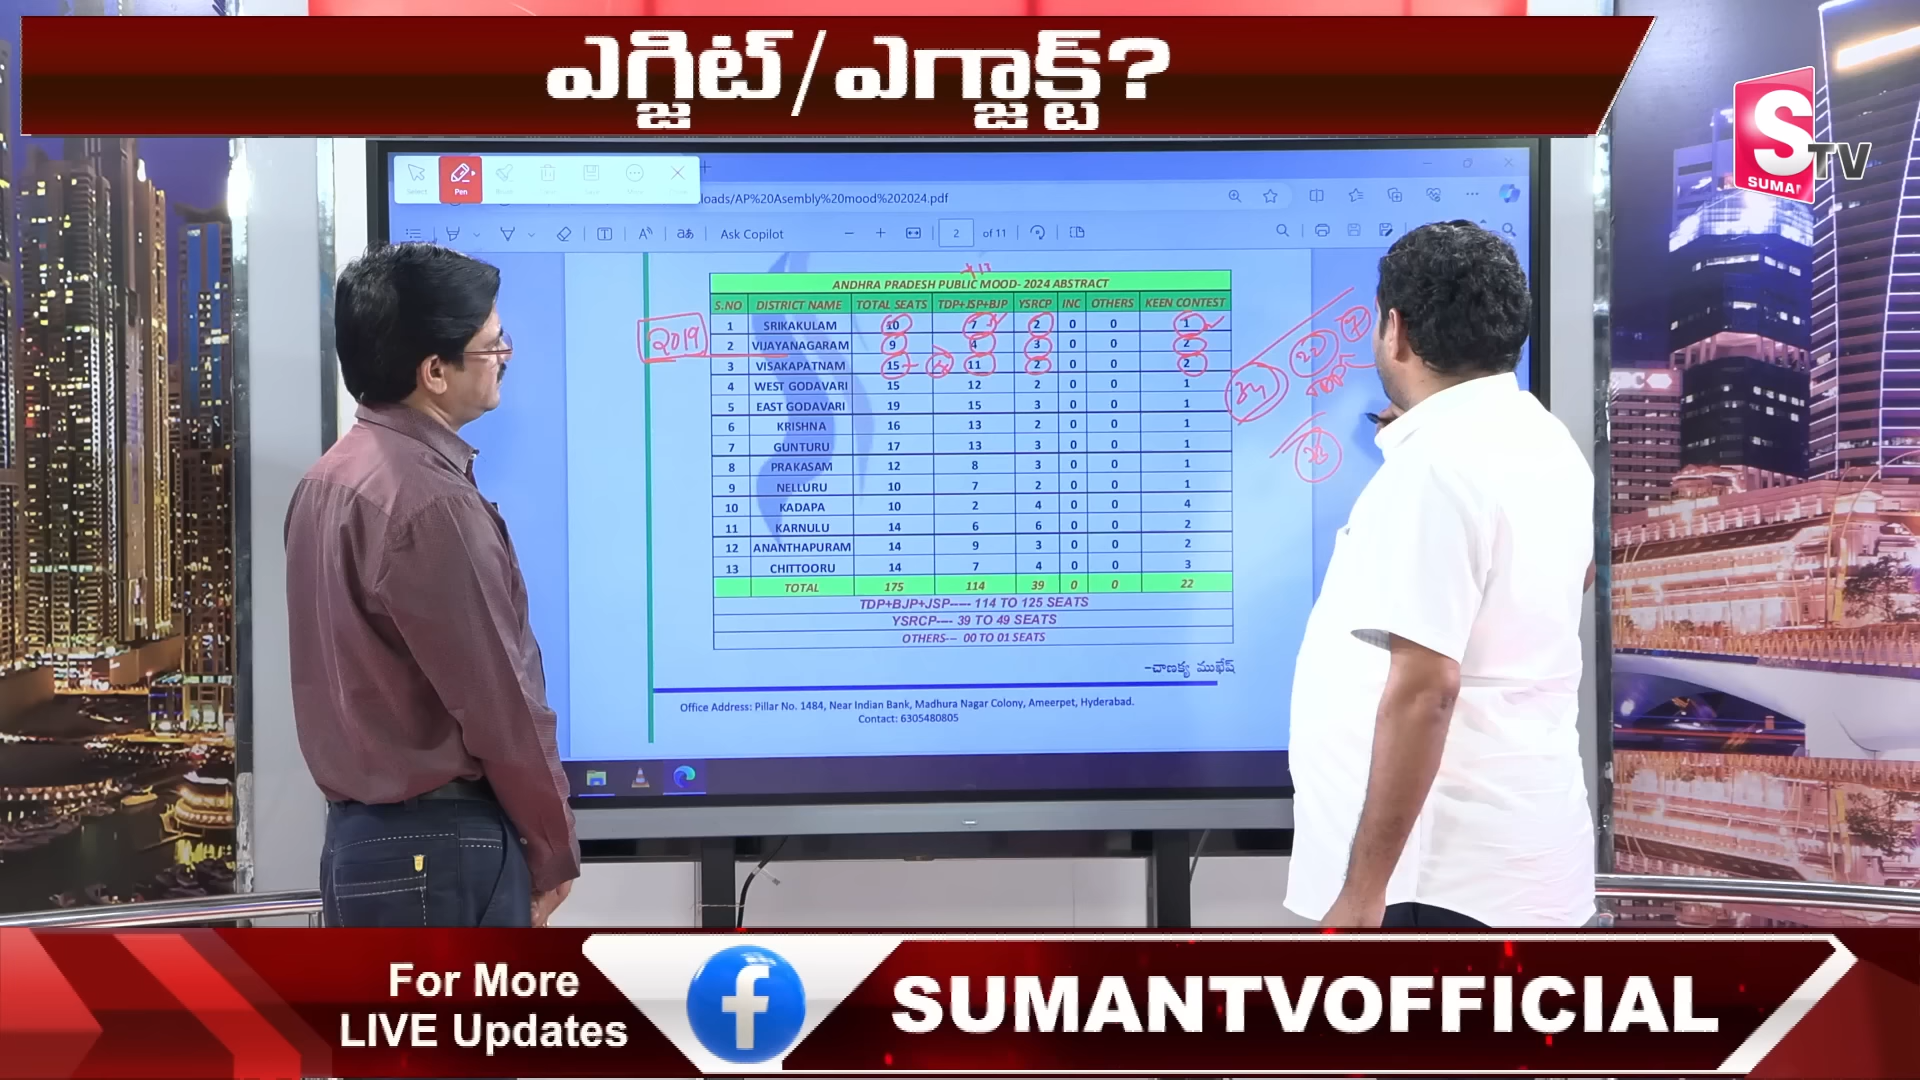 ఎగ్జిట్/ఎగ్జాక్ట్?
S TV
SUMAN
Select Pen
loads/AP%20Asembly%20mood%202024.pdf
Ask Copilot 2 of 11
ANDHRA PRADESH PUBLIC MOOD- 2024 ABSTRACT
S.NO DISTRICT NAME TOTAL SEATS TDP+JSP+BJP YSRCP INC OTHERS KEEN CONTEST
1 SRIKAKULAM 10 7 2 0 0 1
2019
2 VIJAYANAGARAM 9 4 3 0 0 2
3 VISAKAPATNAM 15 11 2 0 0 2
4 WEST GODAVARI 15 12 2 0 0 1
5 EAST GODAVARI 19 15 3 0 0 1
6 KRISHNA 16 13 2 0 0 1
7 GUNTURU 17 13 3 0 0 1
8 PRAKASAM 12 8 3 0 0 1
9 NELLURU 10 7 2 0 0 1
10 KADAPA 10 2 4 0 0 4
11 KARNULU 14 6 6 0 0 2
12 ANANTHAPURAM 14 9 3 0 0 2
13 CHITTOORU 14 7 4 0 0 3
TOTAL 175 114 39 0 0 22
TDP+BJP+JSP----- 114 TO 125 SEATS
YSRCP---- 39 TO 49 SEATS
OTHERS--- 00 TO 01 SEATS
34 22 7
TDP
28
-చాణక్య ముఖేష్
Office Address: Pillar No. 1484, Near Indian Bank, Madhura Nagar Colony, Ameerpet, Hyderabad.
Contact: 6305480805
For More
LIVE Updates
f SUMANTVOFFICIAL